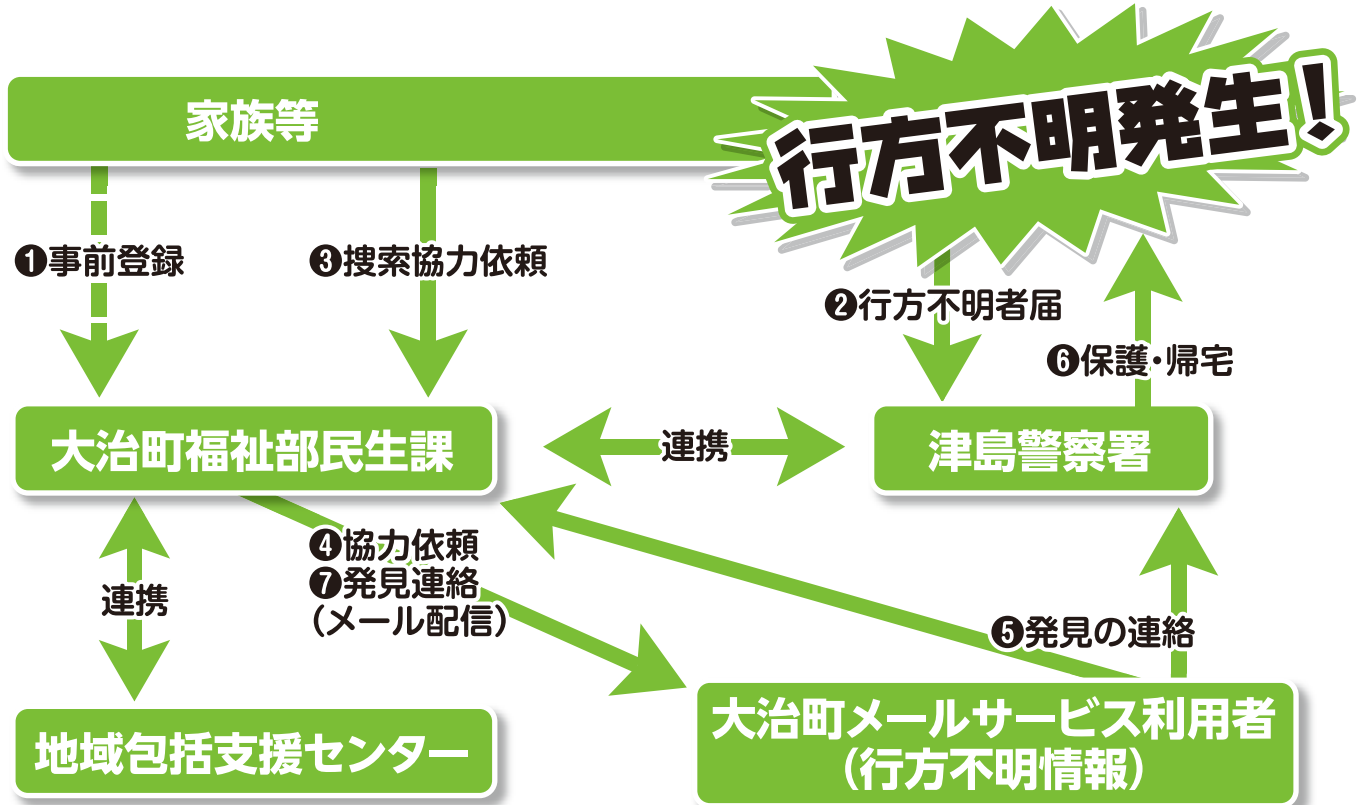 家族等
行方不明発生！
❶事前登録
❸捜索協力依頼
❷行方不明者届
❻保護・帰宅
大治町福祉部民生課
連携
津島警察署
❹協力依頼
❼発見連絡
（メール配信）
連携
❺発見の連絡
地域包括支援センター
大治町メールサービス利用者
（行方不明情報）